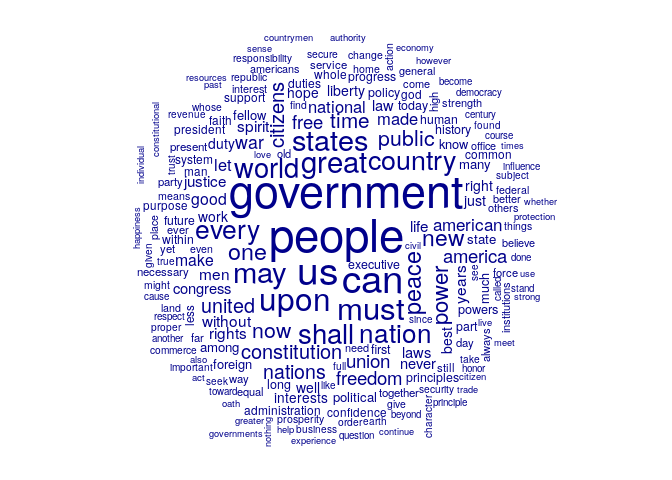 countrymen authority
sense secure change action economy
responsibility however
americans service home general
resources republic whole progress come become
past interest duties liberty policy god high democracy
support hope find national law today strength
revenue whose fellow citizens free time made human century
constitutional faith spirit history found
president states public course
present duty war know office times
individual trust system love old world great country common
man let many influence
party justice government right federal subject
means good just better whether
purpose others
happiness place future work people life american things protection
ever every civil new state
within believe
given yet even one executive america done
true make peace
necessary men may us can power years see force use
might congress much called stand
cause upon strong
land united must since powers institutions
respect less without part live
proper rights now shall nation best always
another far day meet
commerce among constitution need first laws take
also union still
important foreign nations full never honor
act seek way freedom principles citizen
toward equal long well like together security trade
oath interests political give character principle
greater administration confidence beyond
nothing prosperity order earth
governments help business question continue
experience